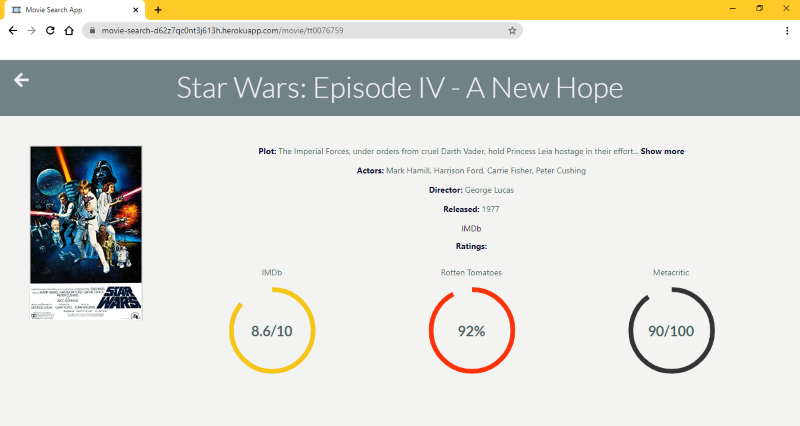 Movie Search App
movie-search-d62z7qc0nt3j613h.herokuapp.com/movie/tt0076759
Star Wars: Episode IV - A New Hope
Plot: The Imperial Forces, under orders from cruel Darth Vader, hold Princess Leia hostage in their effort... Show more
Actors: Mark Hamill, Harrison Ford, Carrie Fisher, Peter Cushing
Director: George Lucas
Released: 1977
IMDb
Ratings:
IMDb Rotten Tomatoes Metacritic
8.6/10 92% 90/100
STAR
WARS